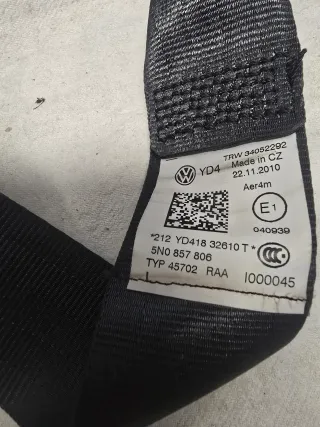 TRW 34052292
YD4 Made in CZ
22.11.2010
Aer4m
E1
040939
*212 YD418 32610 T*
5N0 857 806
CCC
TYP 45702 RAA I000045